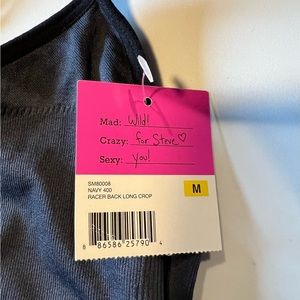 Mad: Wild!
Crazy: for Steve♡
Sexy: you!
SM80008
NAVY 400
RACER BACK LONG CROP
M
8 86586 25790 4